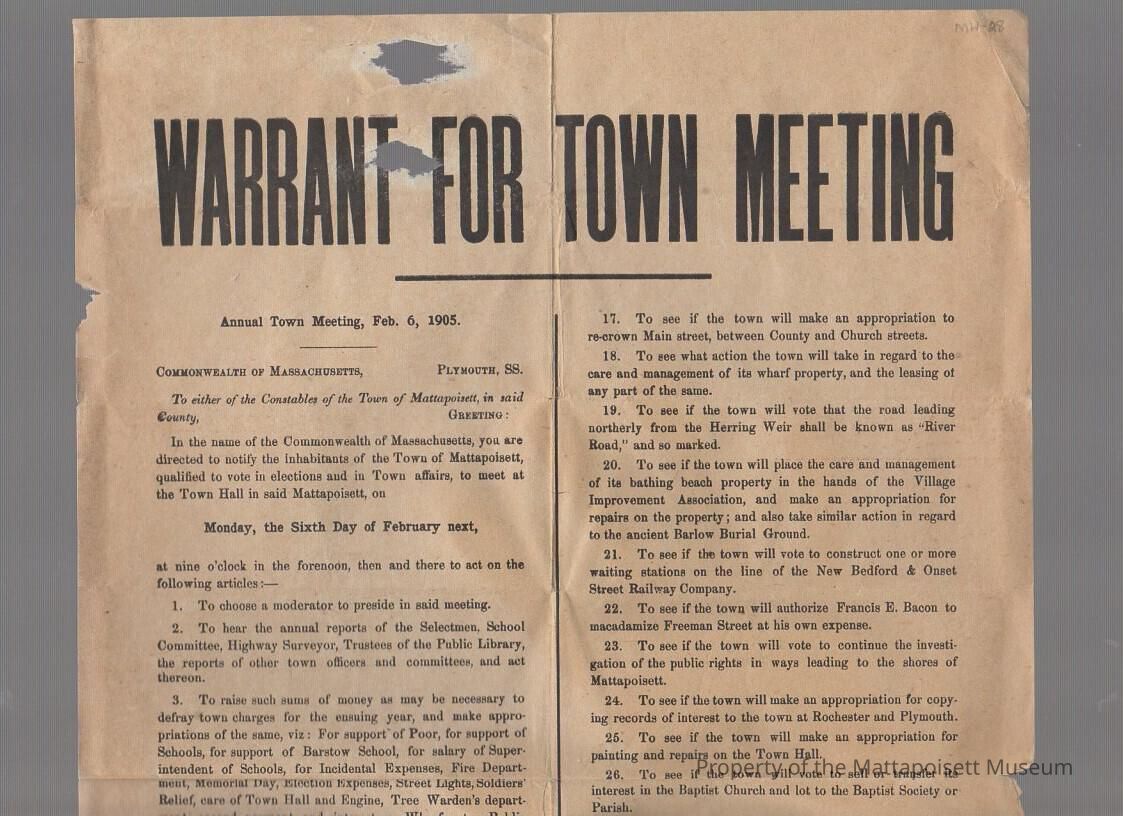 MH-28
WARRANT FOR TOWN MEETING
Annual Town Meeting, Feb. 6, 1905.
COMMONWEALTH OF MASSACHUSETTS, PLYMOUTH, SS.
To either of the Constables of the Town of Mattapoisett, in said
County, GREETING:
In the name of the Commonwealth of Massachusetts, you are
directed to notify the inhabitants of the Town of Mattapoisett,
qualified to vote in elections and in Town affairs, to meet at
the Town Hall in said Mattapoisett, on
Monday, the Sixth Day of February next,
at nine o'clock in the forenoon, then and there to act on the
following articles:—
1. To choose a moderator to preside in said meeting.
2. To hear the annual reports of the Selectmen, School
Committee, Highway Surveyor, Trustees of the Public Library,
the reports of other town officers and committees, and act
thereon.
3. To raise such sums of money as may be necessary to
defray town charges for the ensuing year, and make appro-
priations of the same, viz: For support of Poor, for support of
Schools, for support of Barstow School, for salary of Super-
intendent of Schools, for Incidental Expenses, Fire Depart-
ment, Memorial Day, Election Expenses, Street Lights, Soldiers'
Relief, care of Town Hall and Engine, Tree Warden's depart-
17. To see if the town will make an appropriation to
re-crown Main street, between County and Church streets.
18. To see what action the town will take in regard to the
care and management of its wharf property, and the leasing of
any part of the same.
19. To see if the town will vote that the road leading
northerly from the Herring Weir shall be known as "River
Road," and so marked.
20. To see if the town will place the care and management
of its bathing beach property in the hands of the Village
Improvement Association, and make an appropriation for
repairs on the property; and also take similar action in regard
to the ancient Barlow Burial Ground.
21. To see if the town will vote to construct one or more
waiting stations on the line of the New Bedford & Onset
Street Railway Company.
22. To see if the town will authorize Francis E. Bacon to
macadamize Freeman Street at his own expense.
23. To see if the town will vote to continue the investi-
gation of the public rights in ways leading to the shores of
Mattapoisett.
24. To see if the town will make an appropriation for copy-
ing records of interest to the town at Rochester and Plymouth.
25. To see if the town will make an appropriation for
painting and repairs on the Town Hall.
26. To see if the town will vote to sell or transfer its
interest in the Baptist Church and lot to the Baptist Society or
Parish.
Property of the Mattapoisett Museum